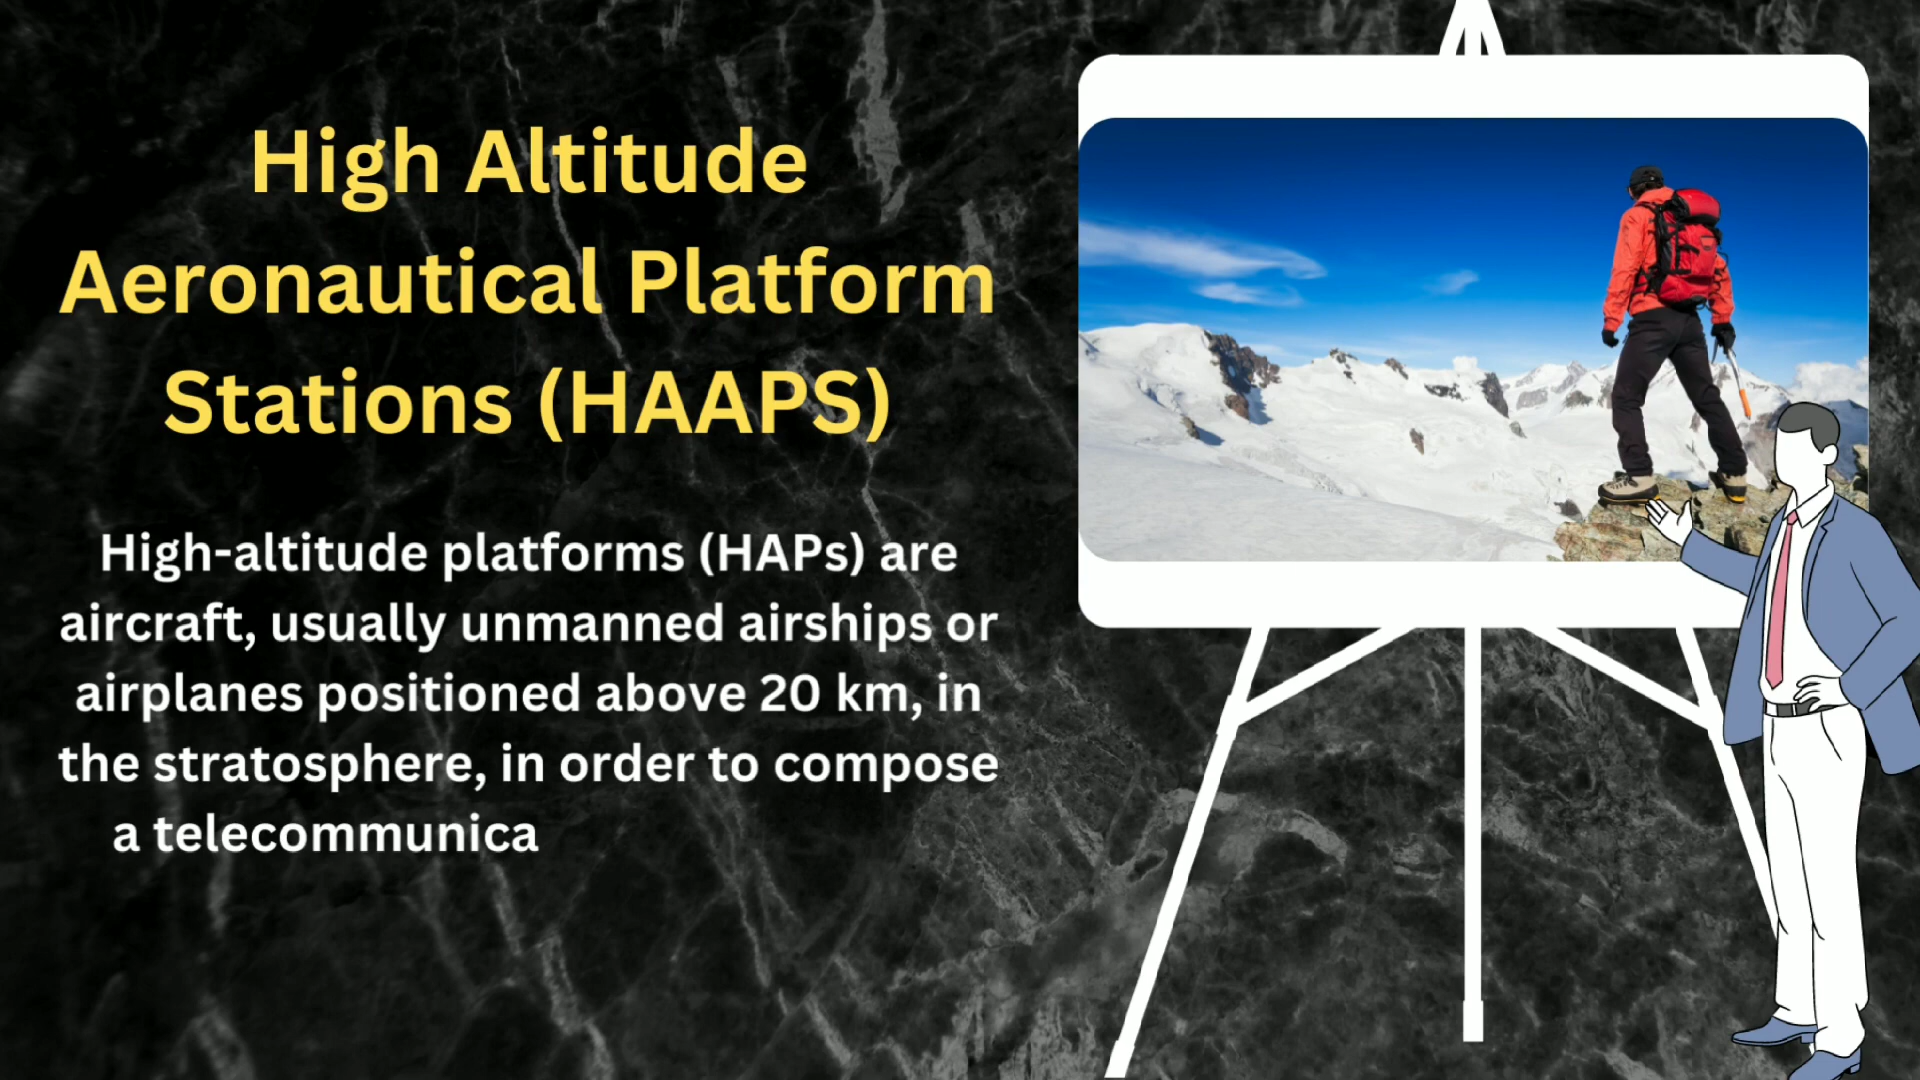 High Altitude
Aeronautical Platform
Stations (HAAPS)
High-altitude platforms (HAPs) are
aircraft, usually unmanned airships or
airplanes positioned above 20 km, in
the stratosphere, in order to compose
a telecommunica